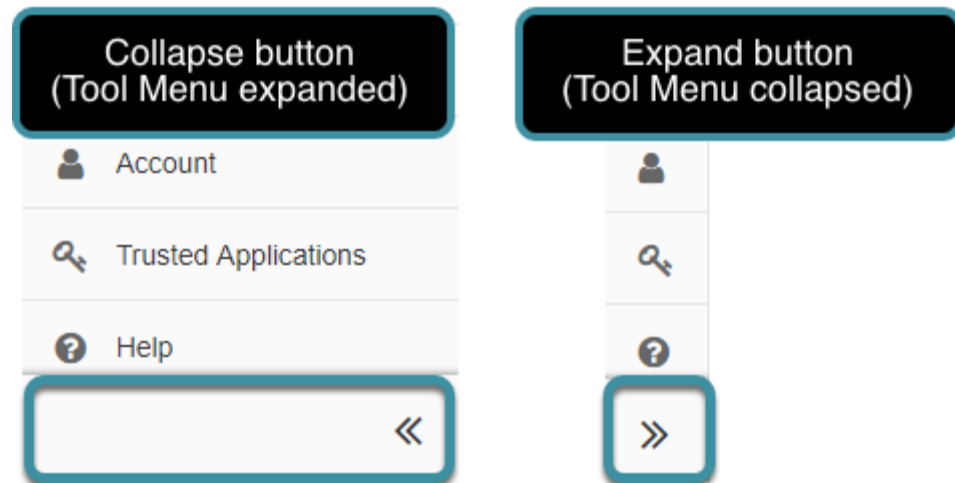 Collapse button
(Tool Menu expanded)
Account
Trusted Applications
Help
«
Expand button
(Tool Menu collapsed)
»